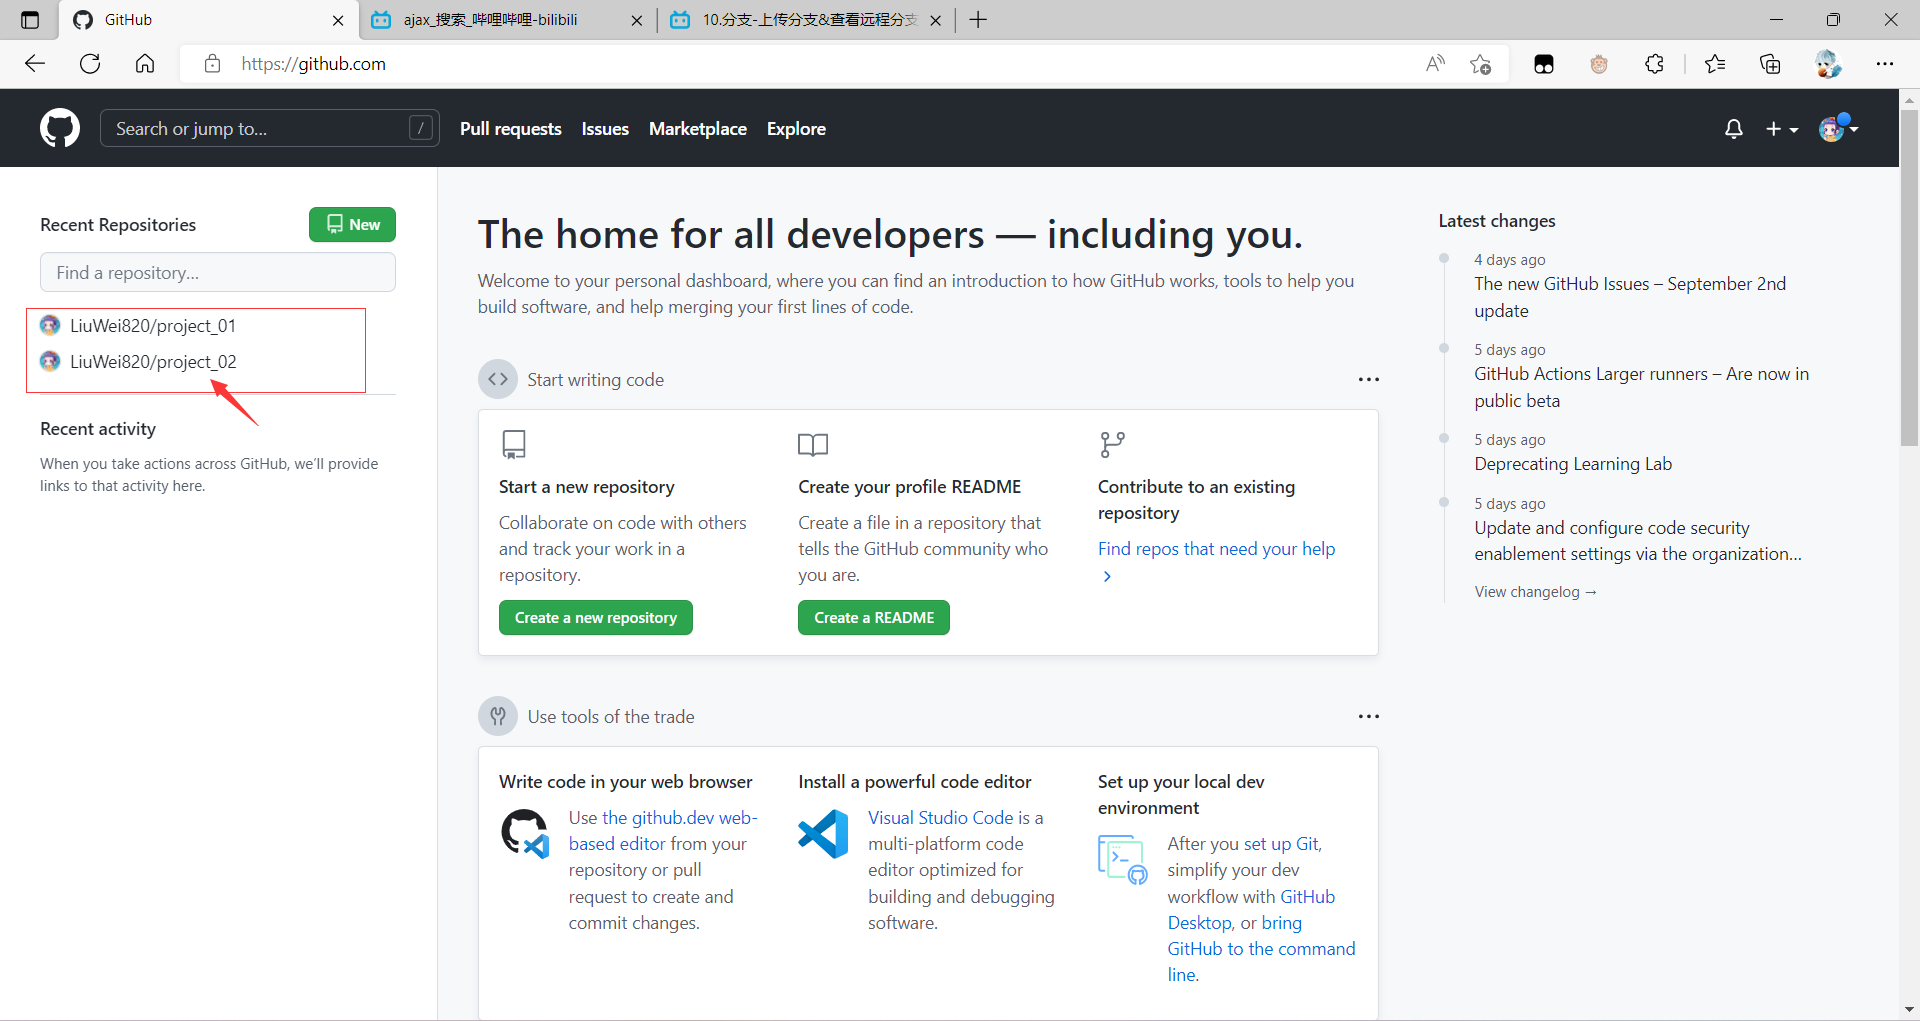 GitHub
ajax_搜索_哔哩哔哩-bilibili
10.分支-上传分支&查看远程分支
https://github.com
Search or jump to...
/
Pull requests
Issues
Marketplace
Explore
Recent Repositories
New
Find a repository...
LiuWei820/project_01
LiuWei820/project_02
Recent activity
When you take actions across GitHub, we'll provide
links to that activity here.
The home for all developers — including you.
Welcome to your personal dashboard, where you can find an introduction to how GitHub works, tools to help you
build software, and help merging your first lines of code.
Start writing code
Start a new repository
Collaborate on code with others
and track your work in a
repository.
Create a new repository
Create your profile README
Create a file in a repository that
tells the GitHub community who
you are.
Create a README
Contribute to an existing
repository
Find repos that need your help
Use tools of the trade
Write code in your web browser
Use the github.dev web-
based editor from your
repository or pull
request to create and
commit changes.
Install a powerful code editor
Visual Studio Code is a
multi-platform code
editor optimized for
building and debugging
software.
Set up your local dev
environment
After you set up Git,
simplify your dev
workflow with GitHub
Desktop, or bring
GitHub to the command
line.
Latest changes
4 days ago
The new GitHub Issues – September 2nd
update
5 days ago
GitHub Actions Larger runners – Are now in
public beta
5 days ago
Deprecating Learning Lab
5 days ago
Update and configure code security
enablement settings via the organization...
View changelog →